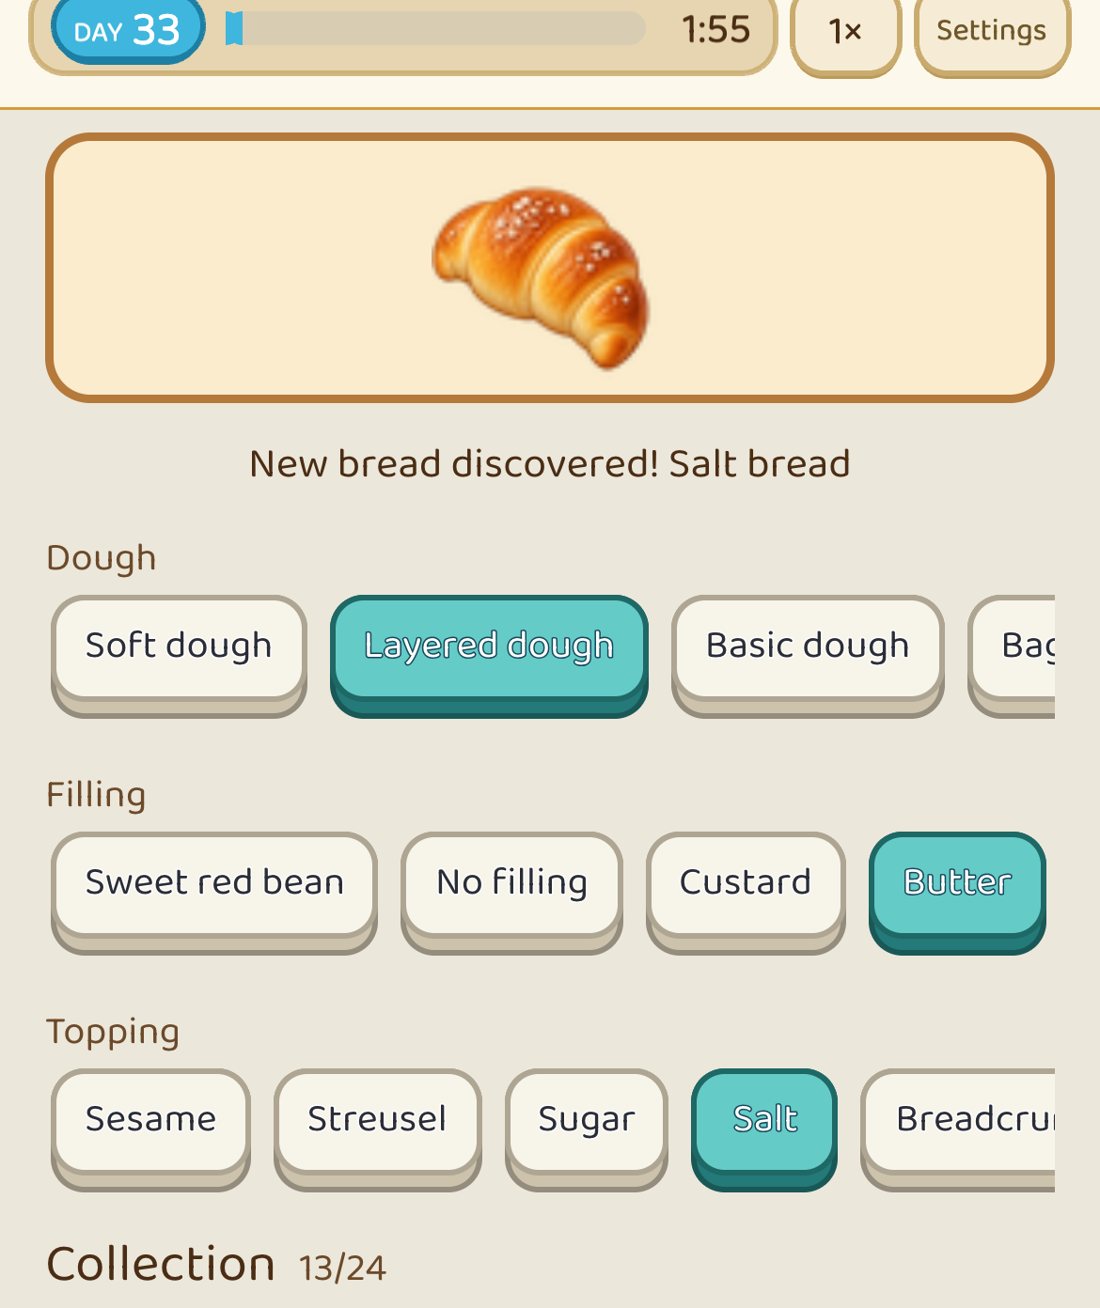 DAY 33 1:55 1× Settings
New bread discovered! Salt bread
Dough
Soft dough Layered dough Basic dough
Filling
Sweet red bean No filling Custard Butter
Topping
Sesame Streusel Sugar Salt
Collection 13/24